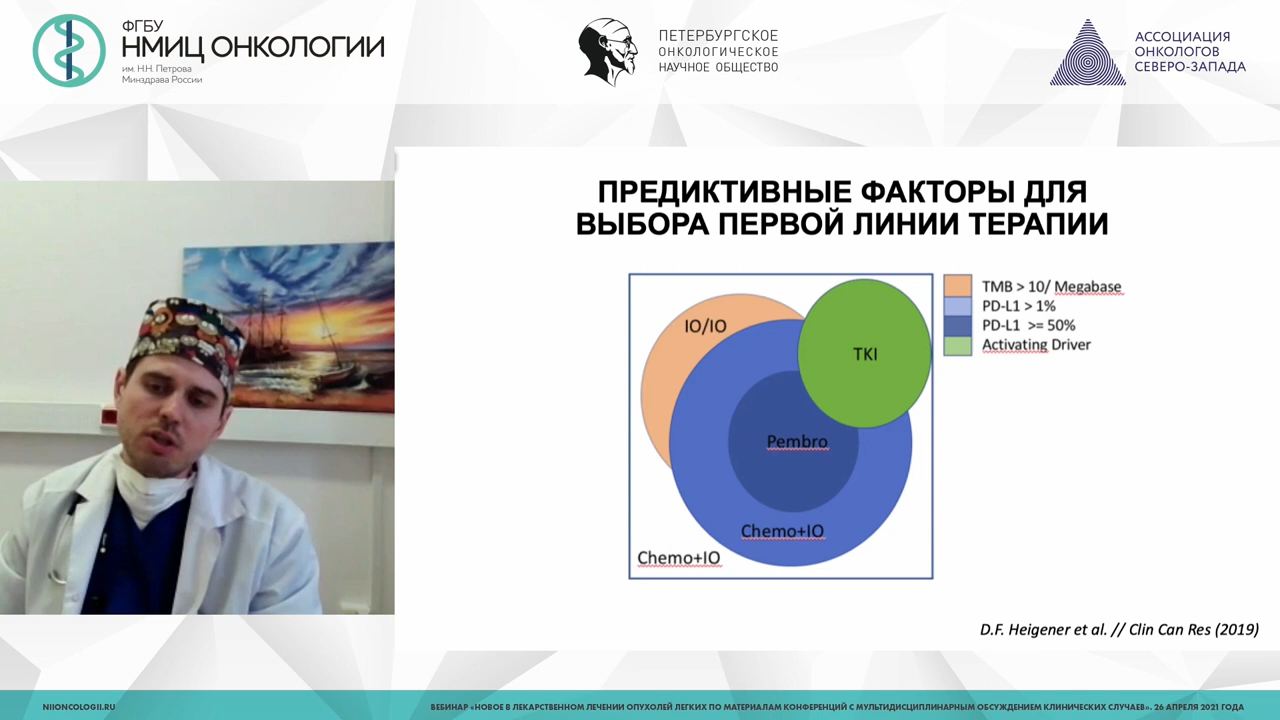 ФГБУ
НМИЦ ОНКОЛОГИИ
им. Н.Н. Петрова
Минздрава России
ПЕТЕРБУРГСКОЕ
ОНКОЛОГИЧЕСКОЕ
НАУЧНОЕ ОБЩЕСТВО
АССОЦИАЦИЯ
ОНКОЛОГОВ
СЕВЕРО-ЗАПАДА
ПРЕДИКТИВНЫЕ ФАКТОРЫ ДЛЯ
ВЫБОРА ПЕРВОЙ ЛИНИИ ТЕРАПИИ
IO/IO
TKI
Pembro
Chemo+IO
Chemo+IO
TMB > 10/ Megabase
PD-L1 > 1%
PD-L1 >= 50%
Activating Driver
D.F. Heigener et al. // Clin Can Res (2019)
NIIONCOLOGII.RU
ВЕБИНАР «НОВОЕ В ЛЕКАРСТВЕННОМ ЛЕЧЕНИИ ОПУХОЛЕЙ ЛЕГКИХ ПО МАТЕРИАЛАМ КОНФЕРЕНЦИЙ С МУЛЬТИДИСЦИПЛИНАРНЫМ ОБСУЖДЕНИЕМ КЛИНИЧЕСКИХ СЛУЧАЕВ». 26 АПРЕЛЯ 2021 ГОДА